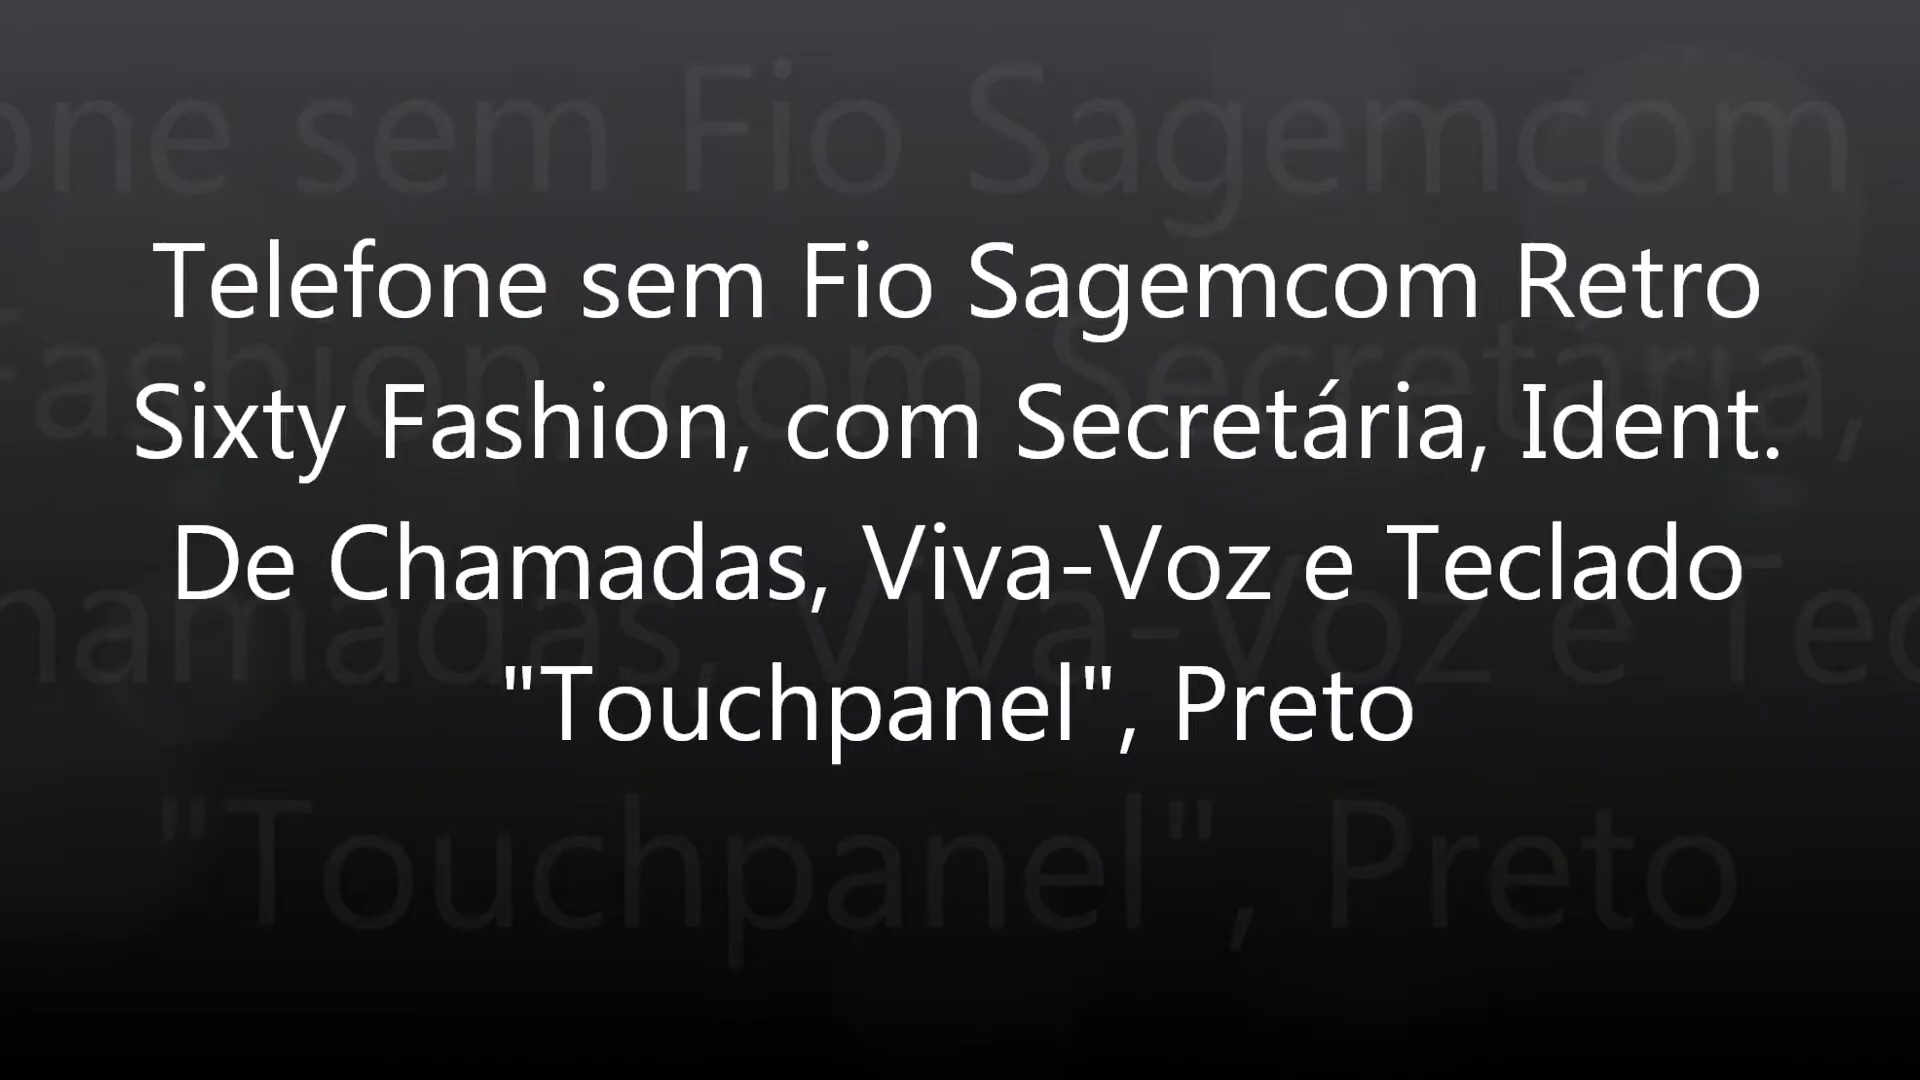 Telefone sem Fio Sagemcom Retro
Sixty Fashion, com Secretária, Ident.
De Chamadas, Viva-Voz e Teclado
"Touchpanel", Preto